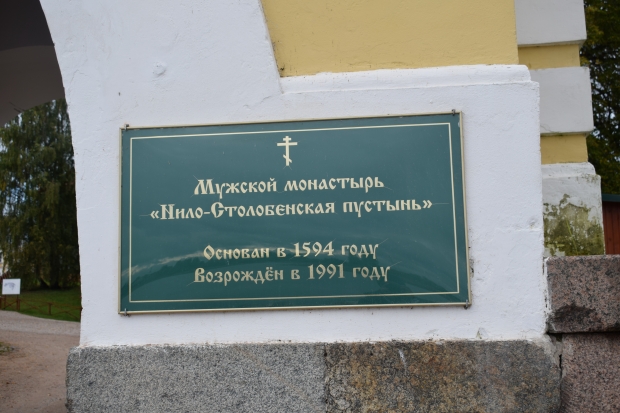 Мужской монастырь
«Нило-Столобенская пустынь»
Основан в 1594 году
Возрождён в 1991 году